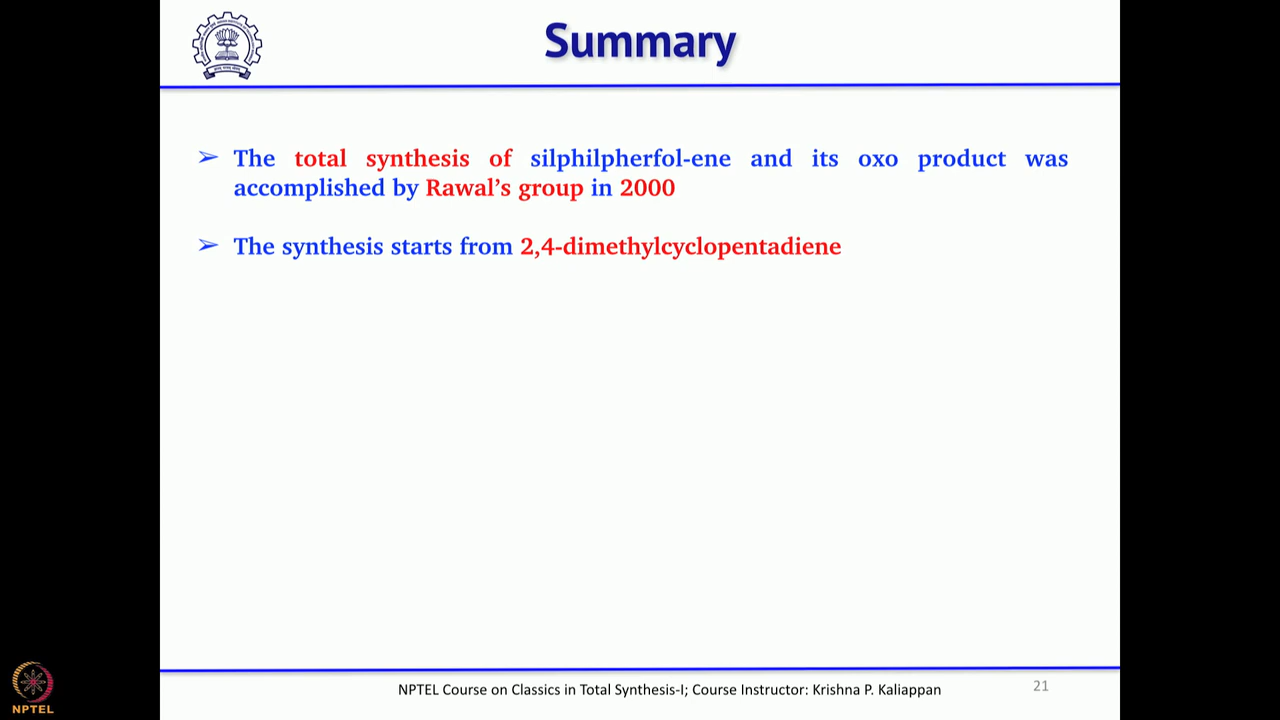 Summary
➢ The total synthesis of silphilpherfol-ene and its oxo product was
accomplished by Rawal’s group in 2000
➢ The synthesis starts from 2,4-dimethylcyclopentadiene
NPTEL Course on Classics in Total Synthesis-I; Course Instructor: Krishna P. Kaliappan
21
NPTEL